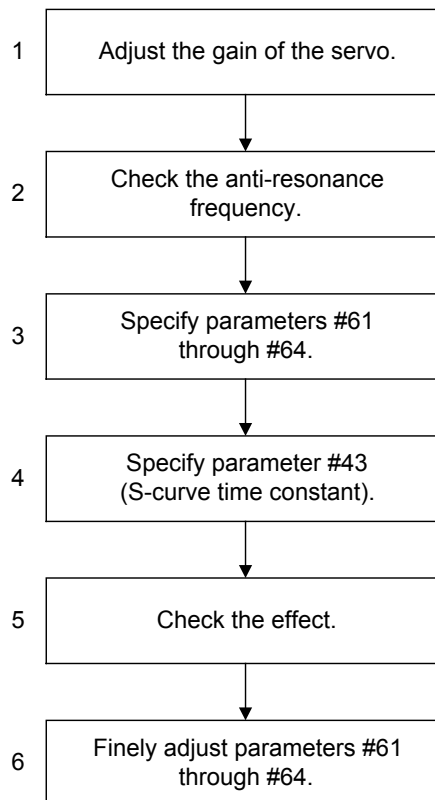 1
Adjust the gain of the servo.
2
Check the anti-resonance
frequency.
3
Specify parameters #61
through #64.
4
Specify parameter #43
(S-curve time constant).
5
Check the effect.
6
Finely adjust parameters #61
through #64.